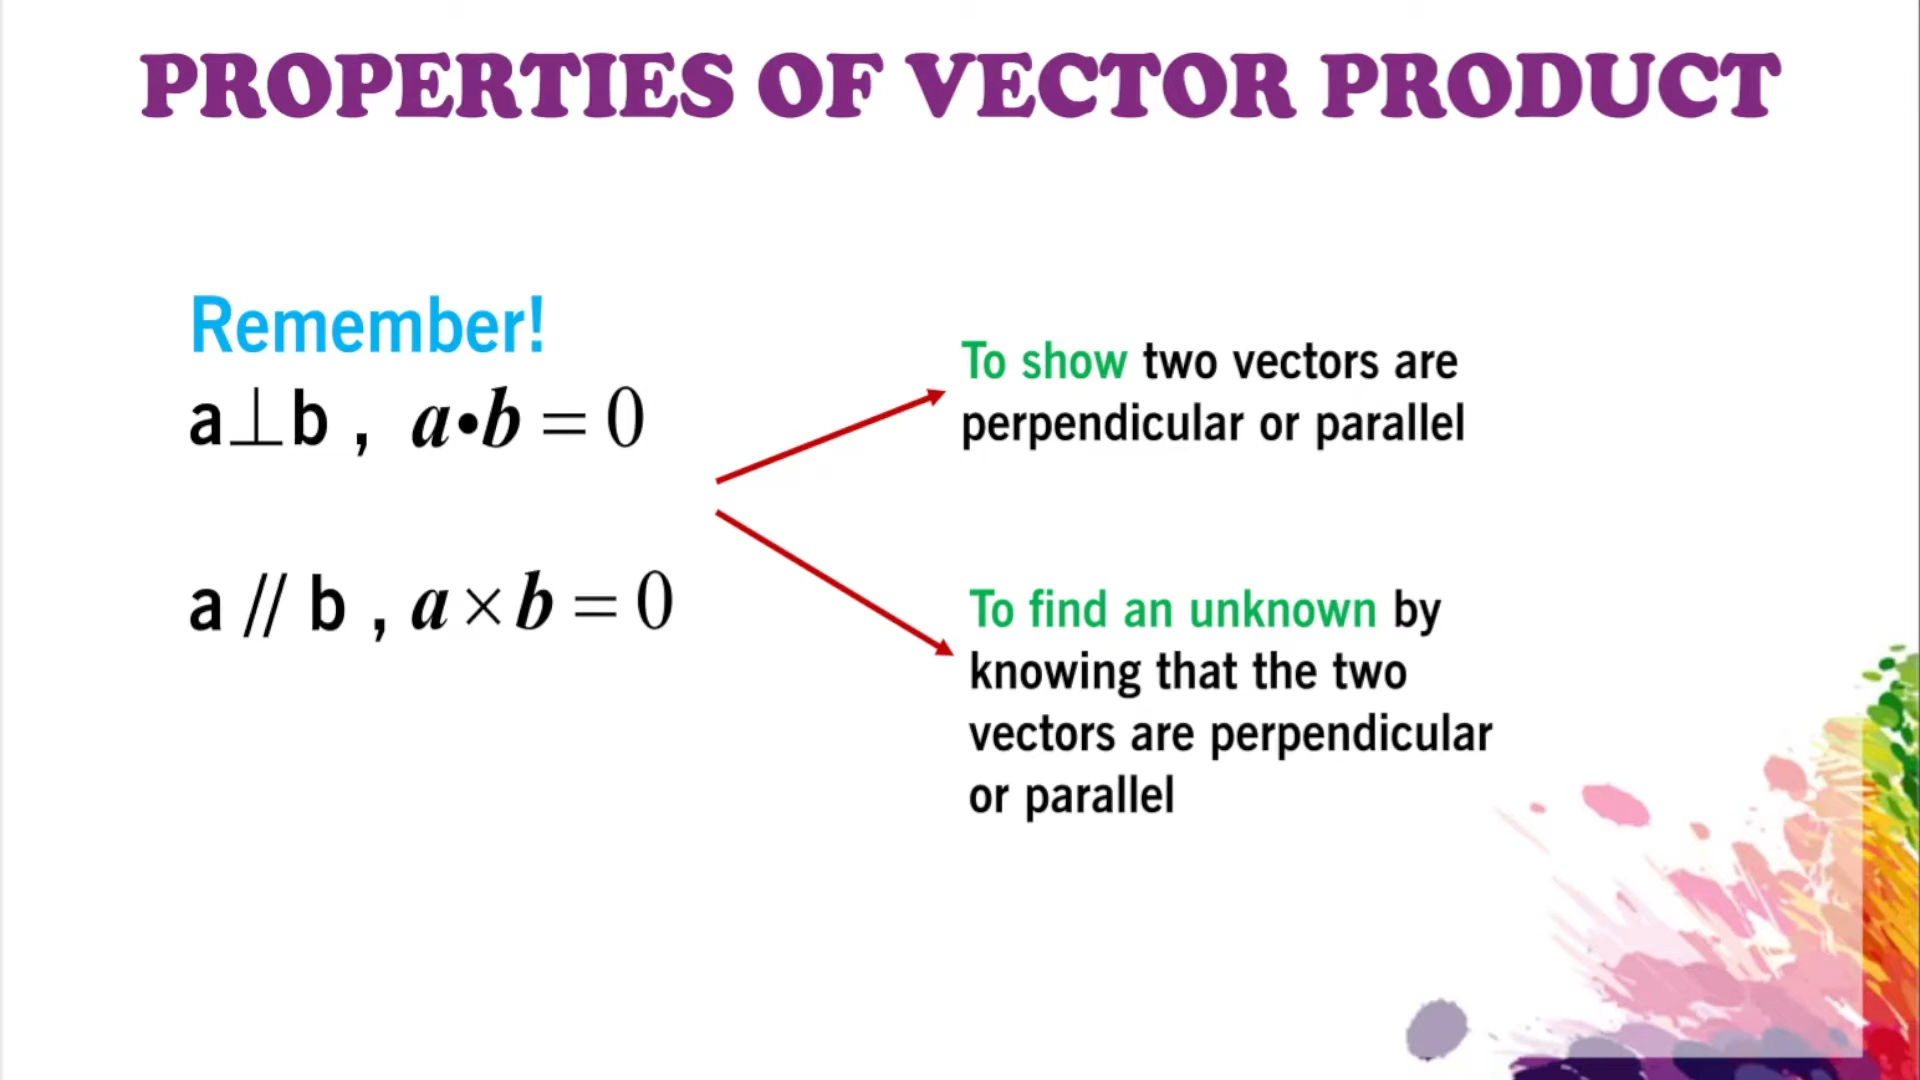 PROPERTIES OF VECTOR PRODUCT
Remember!
a⊥b , a•b = 0
a // b , a × b = 0
To show two vectors are
perpendicular or parallel
To find an unknown by
knowing that the two
vectors are perpendicular
or parallel